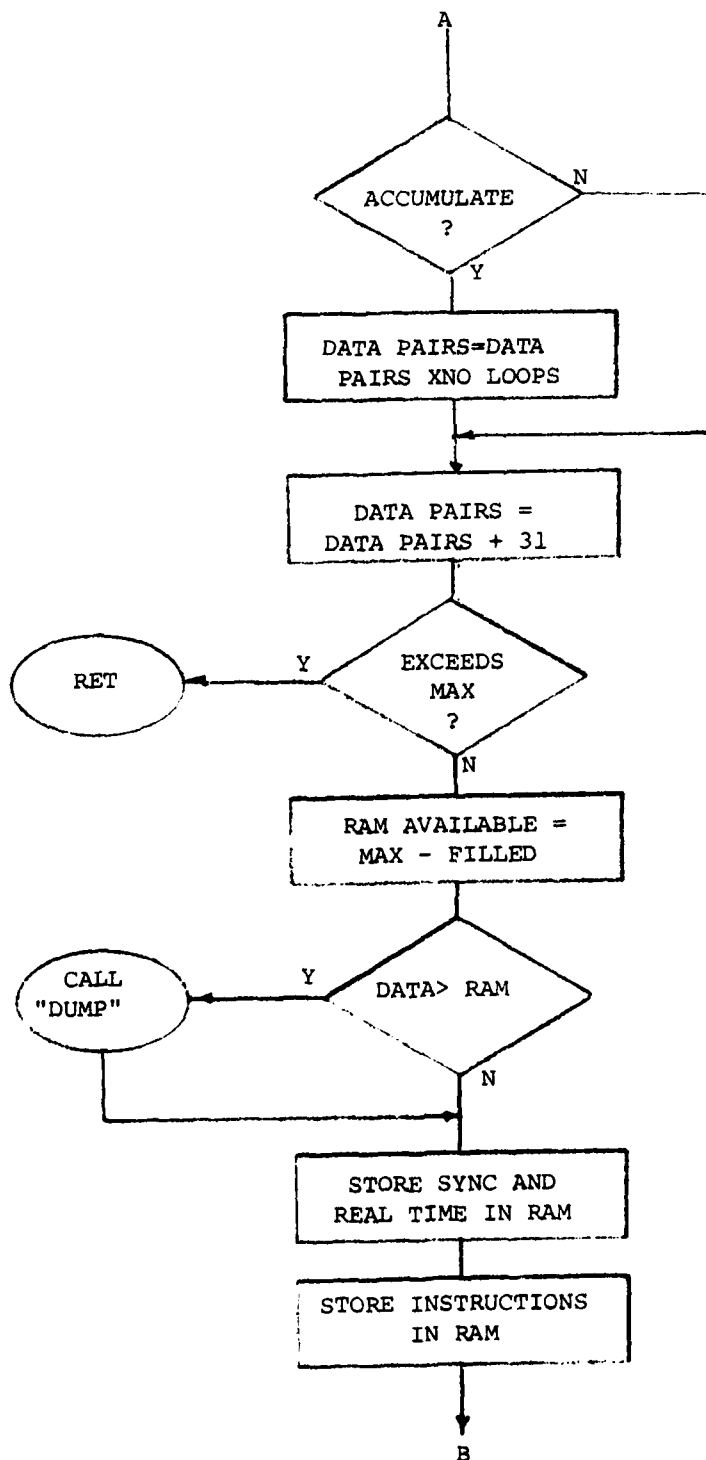 A
ACCUMULATE
?
N
Y
DATA PAIRS=DATA
PAIRS XNO LOOPS
DATA PAIRS =
DATA PAIRS + 31
EXCEEDS
MAX
?
Y
RET
N
RAM AVAILABLE =
MAX - FILLED
DATA> RAM
Y
CALL
"DUMP"
N
STORE SYNC AND
REAL TIME IN RAM
STORE INSTRUCTIONS
IN RAM
B